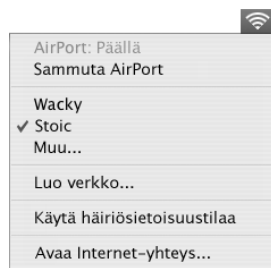 AirPort: Päällä
Sammuta AirPort
Wacky
Stoic
Muu...
Luo verkko...
Käytä häiriösietoisuustilaa
Avaa Internet-yhteys...